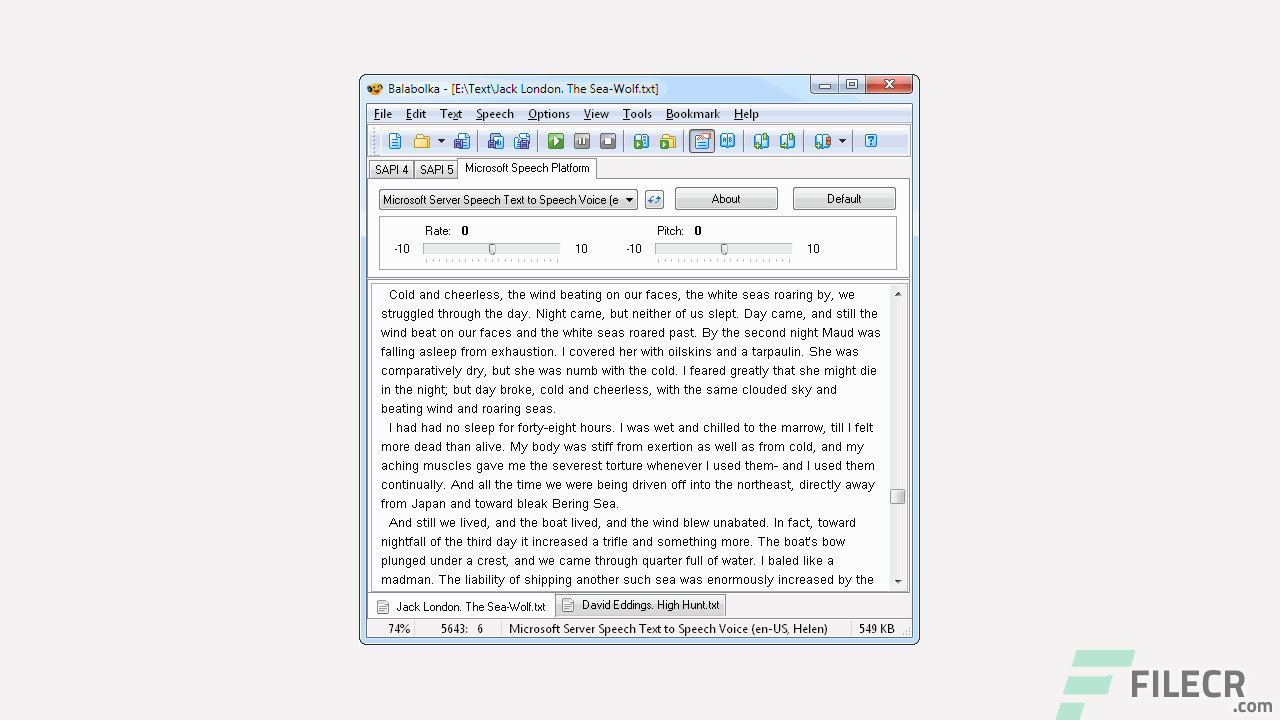 Balabolka - [E:\Text\Jack London. The Sea-Wolf.txt]
File Edit Text Speech Options View Tools Bookmark Help
SAPI 4 SAPI 5 Microsoft Speech Platform
Microsoft Server Speech Text to Speech Voice (e About Default
Rate: 0 Pitch: 0
-10 10 -10 10
Cold and cheerless, the wind beating on our faces, the white seas roaring by, we
struggled through the day. Night came, but neither of us slept. Day came, and still the
wind beat on our faces and the white seas roared past. By the second night Maud was
falling asleep from exhaustion. I covered her with oilskins and a tarpaulin. She was
comparatively dry, but she was numb with the cold. I feared greatly that she might die
in the night; but day broke, cold and cheerless, with the same clouded sky and
beating wind and roaring seas.
I had had no sleep for forty-eight hours. I was wet and chilled to the marrow, till I felt
more dead than alive. My body was stiff from exertion as well as from cold, and my
aching muscles gave me the severest torture whenever I used them- and I used them
continually. And all the time we were being driven off into the northeast, directly away
from Japan and toward bleak Bering Sea.
And still we lived, and the boat lived, and the wind blew unabated. In fact, toward
nightfall of the third day it increased a trifle and something more. The boat's bow
plunged under a crest, and we came through quarter full of water. I baled like a
madman. The liability of shipping another such sea was enormously increased by the
Jack London. The Sea-Wolf.txt David Eddings. High Hunt.txt
74% 5643: 6 Microsoft Server Speech Text to Speech Voice (en-US, Helen) 549 KB
FILECR
.com